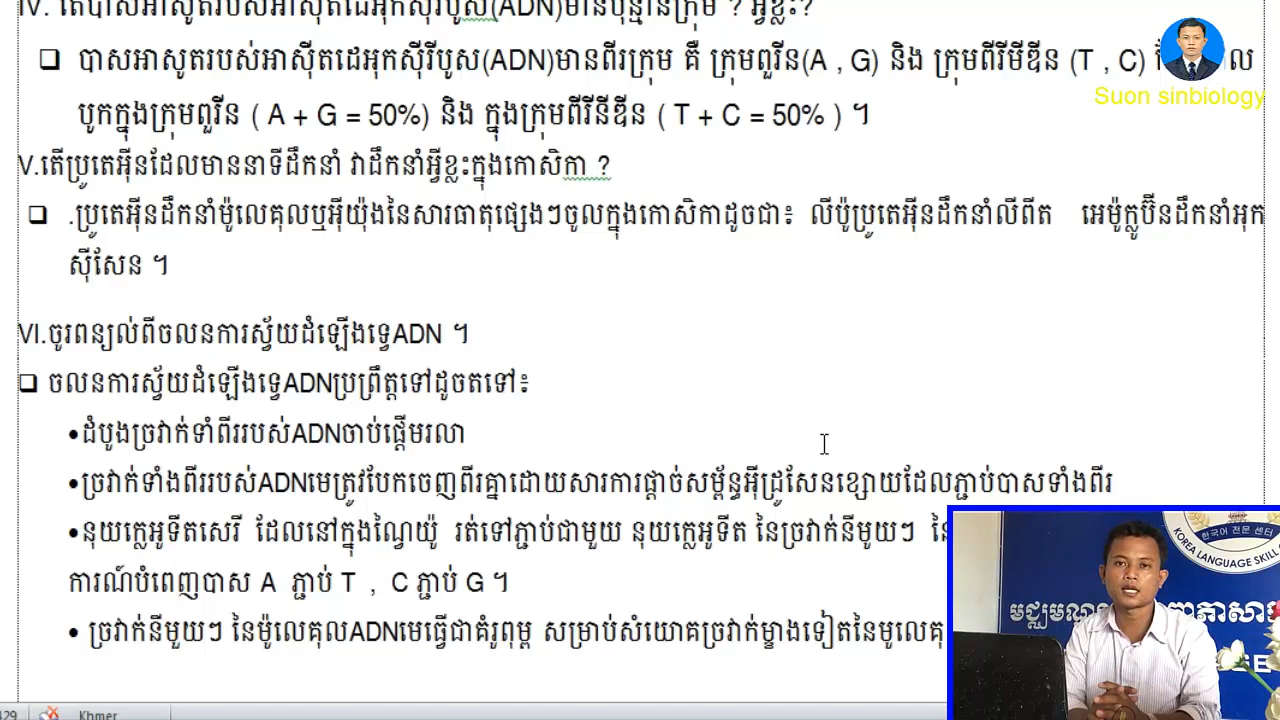 IV. តើបាសអាសូតរបស់អាស៊ីតដេអុកស៊ីរីបូស(ADN)មានប៉ុន្មានក្រុម ? អ្វីខ្លះ?
❑ បាសអាសូតរបស់អាស៊ីតដេអុកស៊ីរីបូស(ADN)មានពីរក្រុម គឺ ក្រុមពួរីន(A , G) និង ក្រុមពីរីមីឌីន (T , C)
Suon sinbiology
បូកក្នុងក្រុមពួរីន ( A + G = 50%) និង ក្នុងក្រុមពីរីនីឌីន ( T + C = 50% ) ។
V.តើប្រូតេអ៊ីនដែលមាននាទីដឹកនាំ វាដឹកនាំអ្វីខ្លះក្នុងកោសិកា ?
❑ .ប្រូតេអ៊ីនដឹកនាំម៉ូលេគុលឬអ៊ីយ៉ុងនៃសារធាតុផ្សេងៗចូលក្នុងកោសិកាដូចជា៖ លីប៉ូប្រូតេអ៊ីនដឹកនាំលីពីត អេម៉ូក្លូប៊ីនដឹកនាំអុក
ស៊ីសែន ។
VI.ចូរពន្យល់ពីចលនការស្វ័យដំឡើងទ្វេADN ។
❑ ចលនការស្វ័យដំឡើងទ្វេADNប្រព្រឹត្តទៅដូចតទៅ៖
•ដំបូងច្រវាក់ទាំពីររបស់ADNចាប់ផ្តើមរលា
•ច្រវាក់ទាំងពីររបស់ADNមេត្រូវបែកចេញពីរគ្នាដោយសារការផ្តាច់សម្ព័ន្ធអ៊ីដ្រូសែនខ្សោយដែលភ្ជាប់បាសទាំងពីរ
•នុយក្លេអូទីតសេរី ដែលនៅក្នុងណ្វៃយ៉ូ រត់ទៅភ្ជាប់ជាមួយ នុយក្លេអូទីត នៃច្រវាក់នីមួយៗ
ការណ៍បំពេញបាស A ភ្ជាប់ T , C ភ្ជាប់ G ។
• ច្រវាក់នីមួយៗ នៃម៉ូលេគុលADNមេធ្វើជាគំរូពុម្ព សម្រាប់សំយោគច្រវាក់ម្ខាងទៀតនៃមូលេគុ
한국어 전문 센터
KOREA LANGUAGE SKILL
429
Khmer